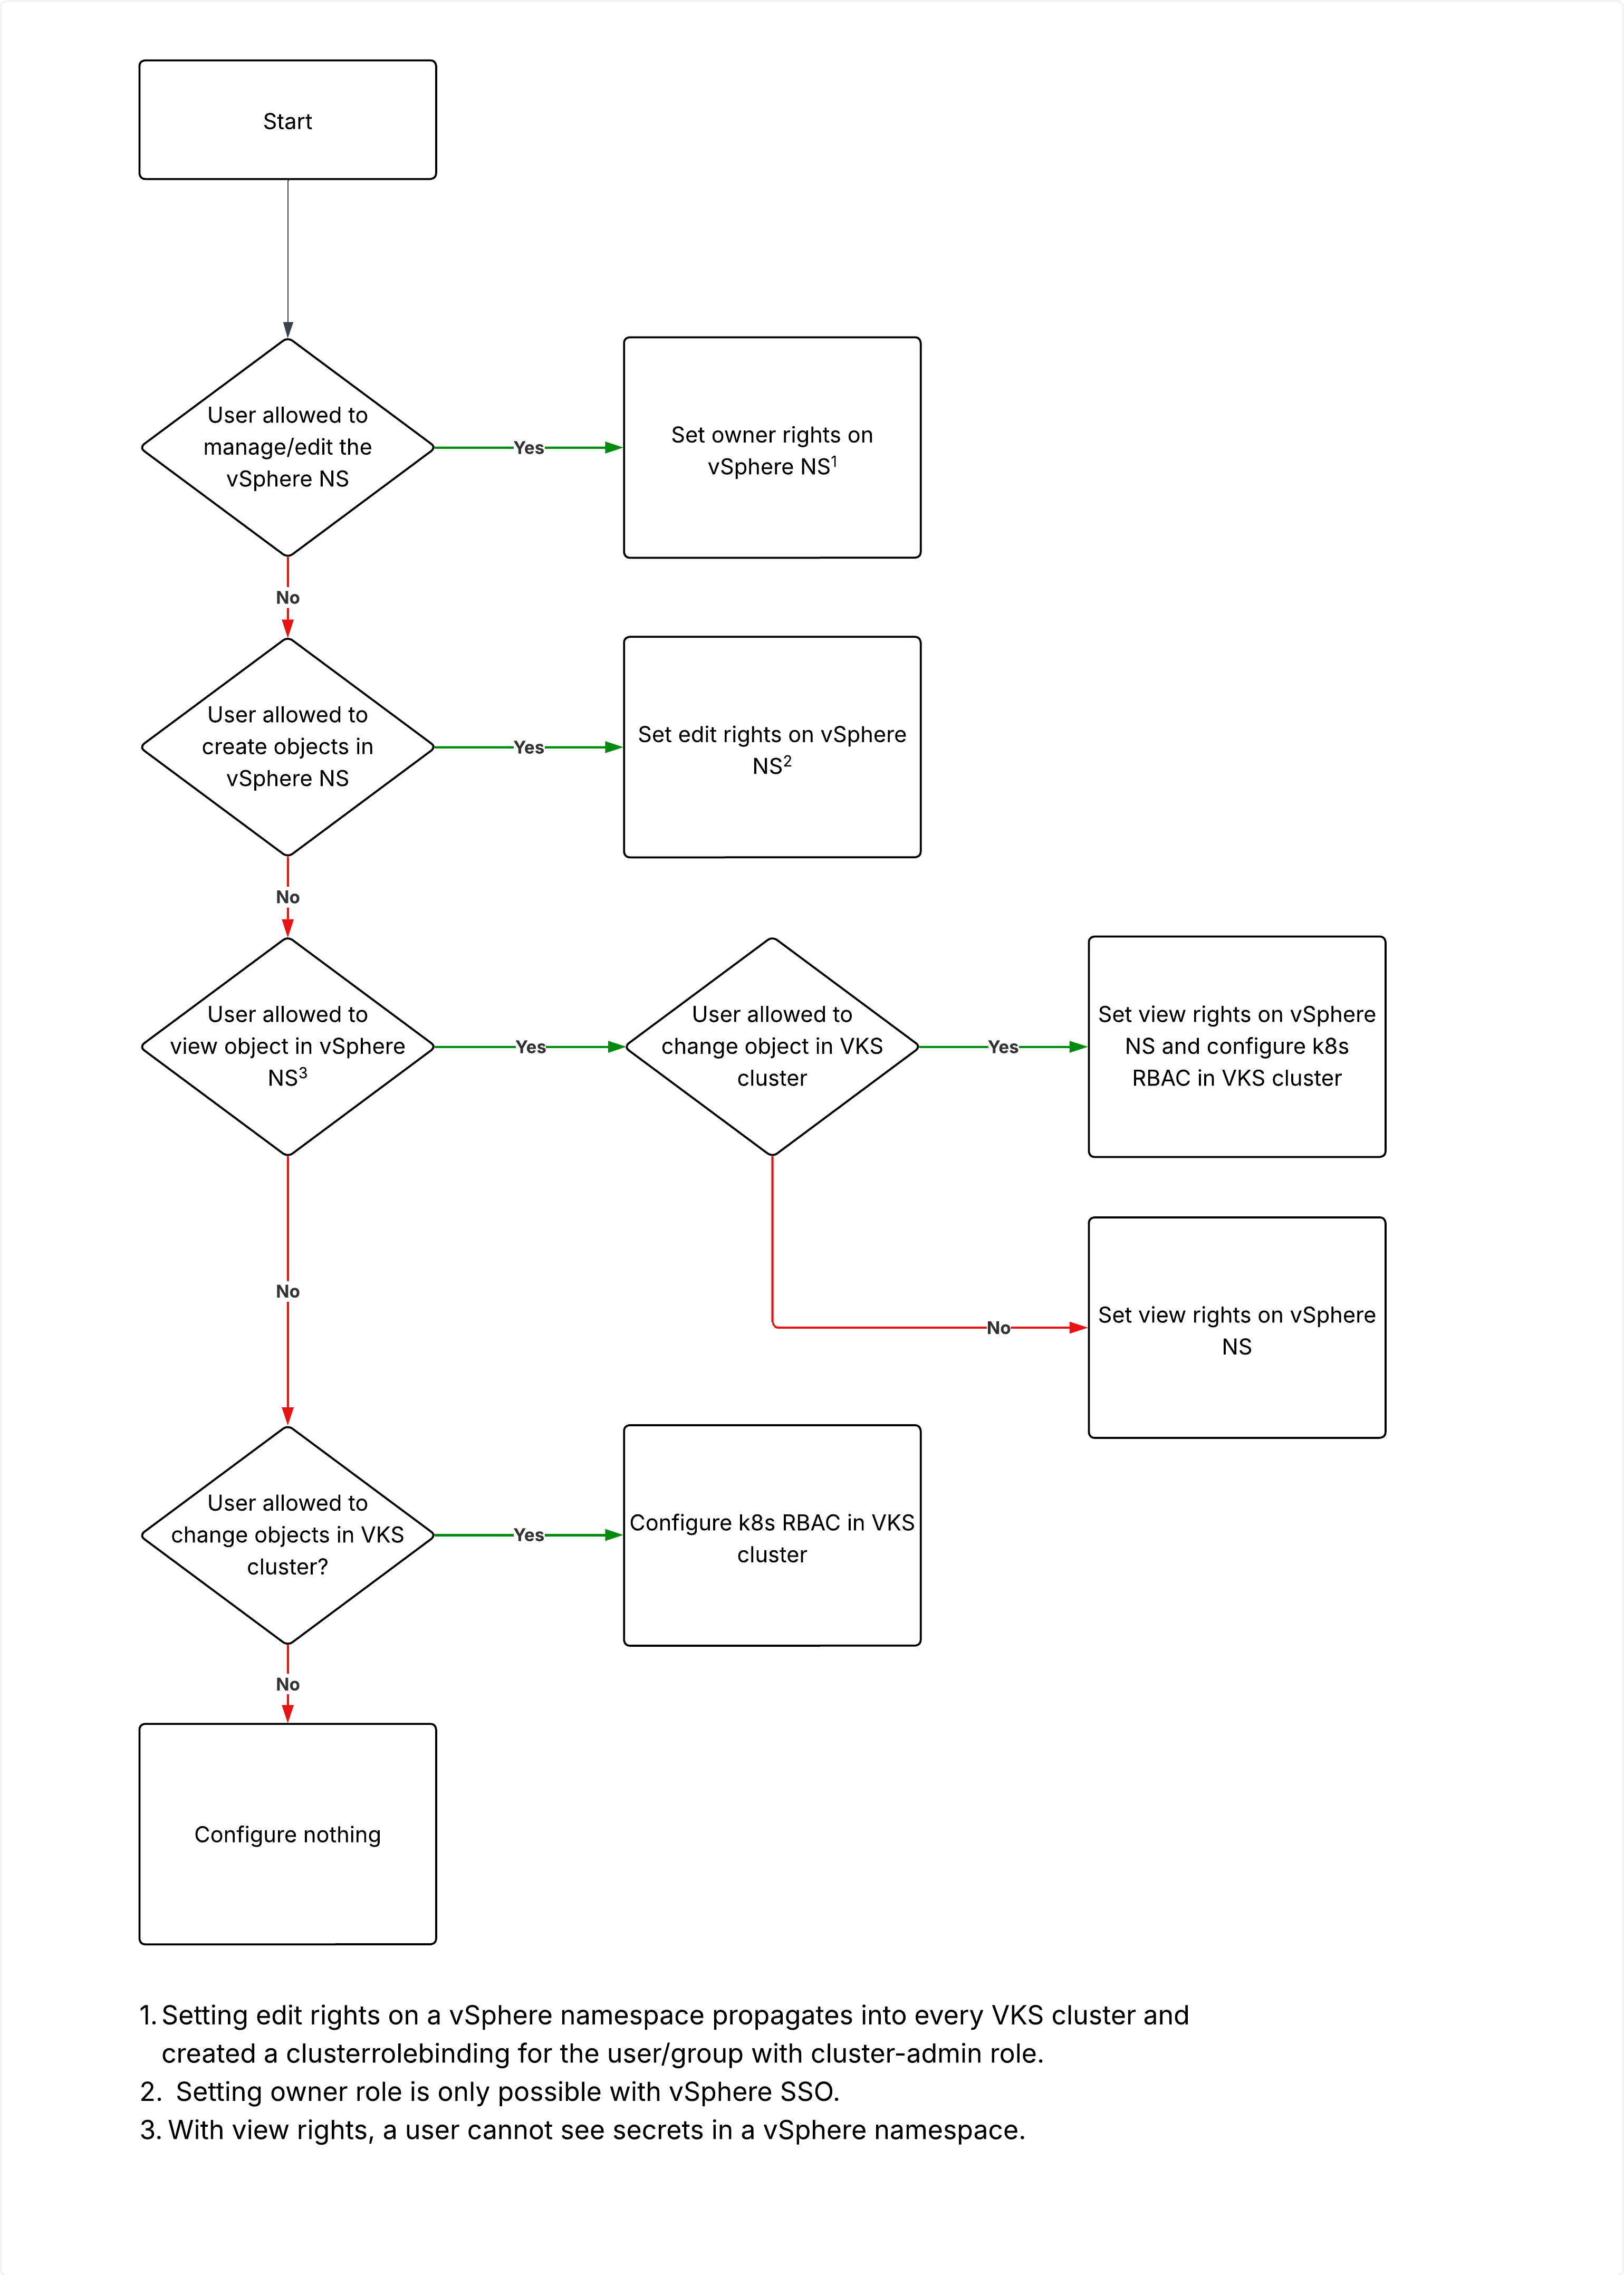 Start
User allowed to
manage/edit the
vSphere NS
Yes
Set owner rights on
vSphere NS¹
No
User allowed to
create objects in
vSphere NS
Yes
Set edit rights on vSphere
NS²
No
User allowed to
view object in vSphere
NS³
Yes
User allowed to
change object in VKS
cluster
Yes
Set view rights on vSphere
NS and configure k8s
RBAC in VKS cluster
No
Set view rights on vSphere
NS
No
User allowed to
change objects in VKS
cluster?
Yes
Configure k8s RBAC in VKS
cluster
No
Configure nothing
1. Setting edit rights on a vSphere namespace propagates into every VKS cluster and
created a clusterrolebinding for the user/group with cluster-admin role.
2. Setting owner role is only possible with vSphere SSO.
3. With view rights, a user cannot see secrets in a vSphere namespace.